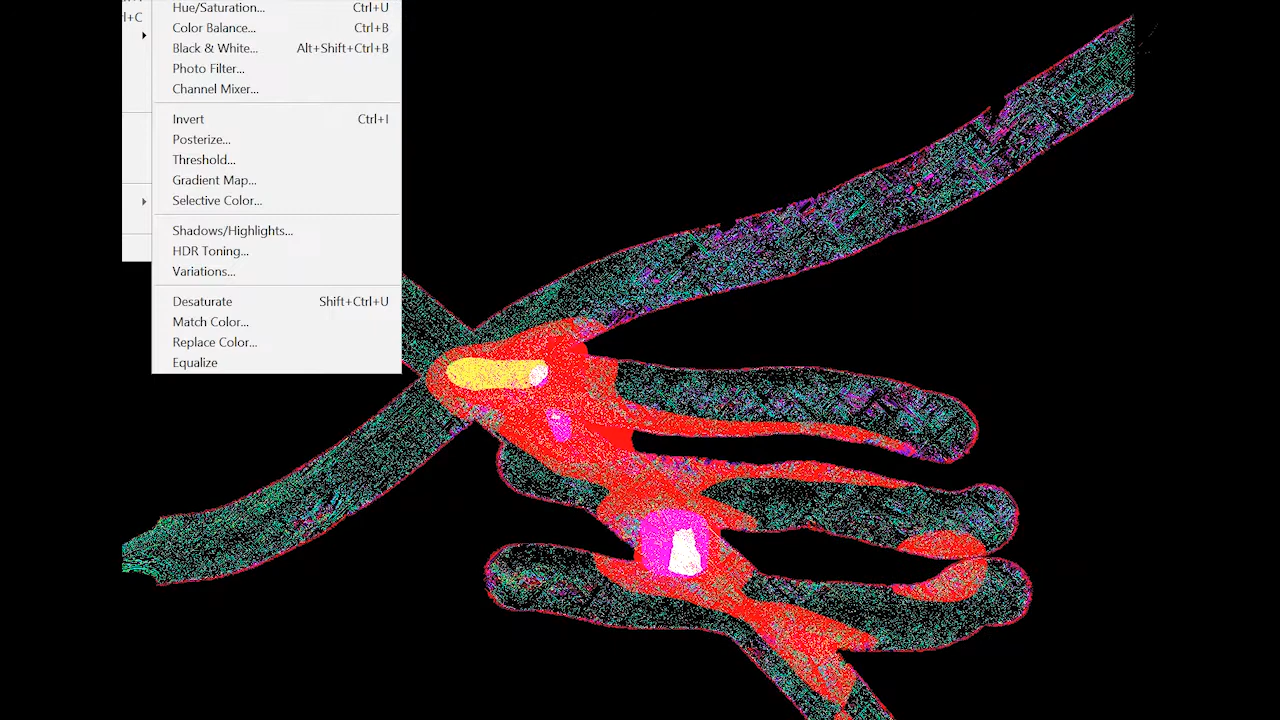 Hue/Saturation... Ctrl+U
l+C
Color Balance... Ctrl+B
Black & White... Alt+Shift+Ctrl+B
Photo Filter...
Channel Mixer...
Invert Ctrl+I
Posterize...
Threshold...
Gradient Map...
Selective Color...
Shadows/Highlights...
HDR Toning...
Variations...
Desaturate Shift+Ctrl+U
Match Color...
Replace Color...
Equalize